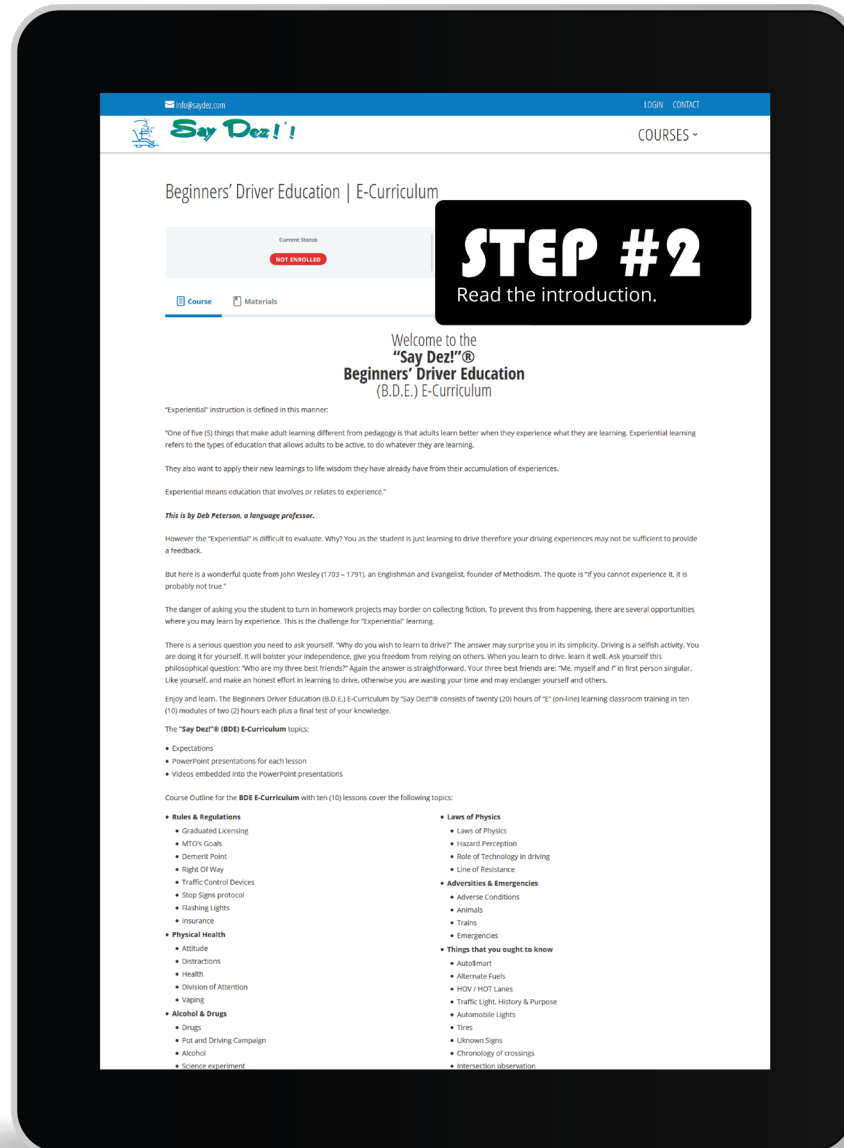 info@saydez.com
LOGIN CONTACT
Say Dez!® !
COURSES
Beginners' Driver Education | E-Curriculum
Current Status
NOT ENROLLED
STEP #2
Read the introduction.
Course Materials
Welcome to the
"Say Dez!"®
Beginners' Driver Education
(B.D.E.) E-Curriculum
"Experiential" instruction is defined in this manner:
"One of five (5) things that make adult learning different from pedagogy is that adults learn better when they experience what they are learning. Experiential learning
refers to the types of education that allows adults to be active, to do whatever they are learning.
They also want to apply their new learnings to life wisdom they have already have from their accumulation of experiences.
Experiential means education that involves or relates to experience."
This is by Deb Peterson, a language professor.
However the "Experiential" is difficult to evaluate. Why? You as the student is just learning to drive therefore your driving experiences may not be sufficient to provide
a feedback.
But here is a wonderful quote from John Wesley (1703 – 1791), an Englishman and Evangelist, founder of Methodism. The quote is "If you cannot experience it, it is
probably not true."
The danger of asking you the student to turn in homework projects may border on collecting fiction. To prevent this from happening, there are several opportunities
where you may learn by experience. This is the challenge for "Experiential" learning.
There is a serious question you need to ask yourself. "Why do you wish to learn to drive?" The answer may surprise you in its simplicity. Driving is a selfish activity. You
are doing it for yourself. It will bolster your independence, give you freedom from relying on others. When you learn to drive, learn it well. Ask yourself this
philosophical question: "Who are my three best friends?" Again the answer is straightforward. Your three best friends are: "Me, myself and I" in first person singular.
Like yourself, and make an honest effort in learning to drive, otherwise you are wasting your time and may endanger yourself and others.
Enjoy and learn. The Beginners Driver Education (B.D.E.) E-Curriculum by "Say Dez!"® consists of twenty (20) hours of "E" (on-line) learning classroom training in ten
(10) modules of two (2) hours each plus a final test of your knowledge.
The "Say Dez!"® (BDE) E-Curriculum topics:
• Expectations
• PowerPoint presentations for each lesson
• Videos embedded into the PowerPoint presentations
Course Outline for the BDE E-Curriculum with ten (10) lessons cover the following topics:
• Rules & Regulations
• Graduated Licensing
• MTO's Goals
• Demerit Point
• Right Of Way
• Traffic Control Devices
• Stop Signs protocol
• Flashing Lights
• Insurance
• Physical Health
• Attitude
• Distractions
• Health
• Division of Attention
• Vaping
• Alcohol & Drugs
• Drugs
• Pot and Driving Campaign
• Alcohol
• Science experiment
• Laws of Physics
• Laws of Physics
• Hazard Perception
• Role of Technology in driving
• Line of Resistance
• Adversities & Emergencies
• Adverse Conditions
• Animals
• Trains
• Emergencies
• Things that you ought to know
• Auto$mart
• Alternate Fuels
• HOV / HOT Lanes
• Traffic Light, History & Purpose
• Automobile Lights
• Tires
• Uknown Signs
• Chronology of crossings
• Intersection observation